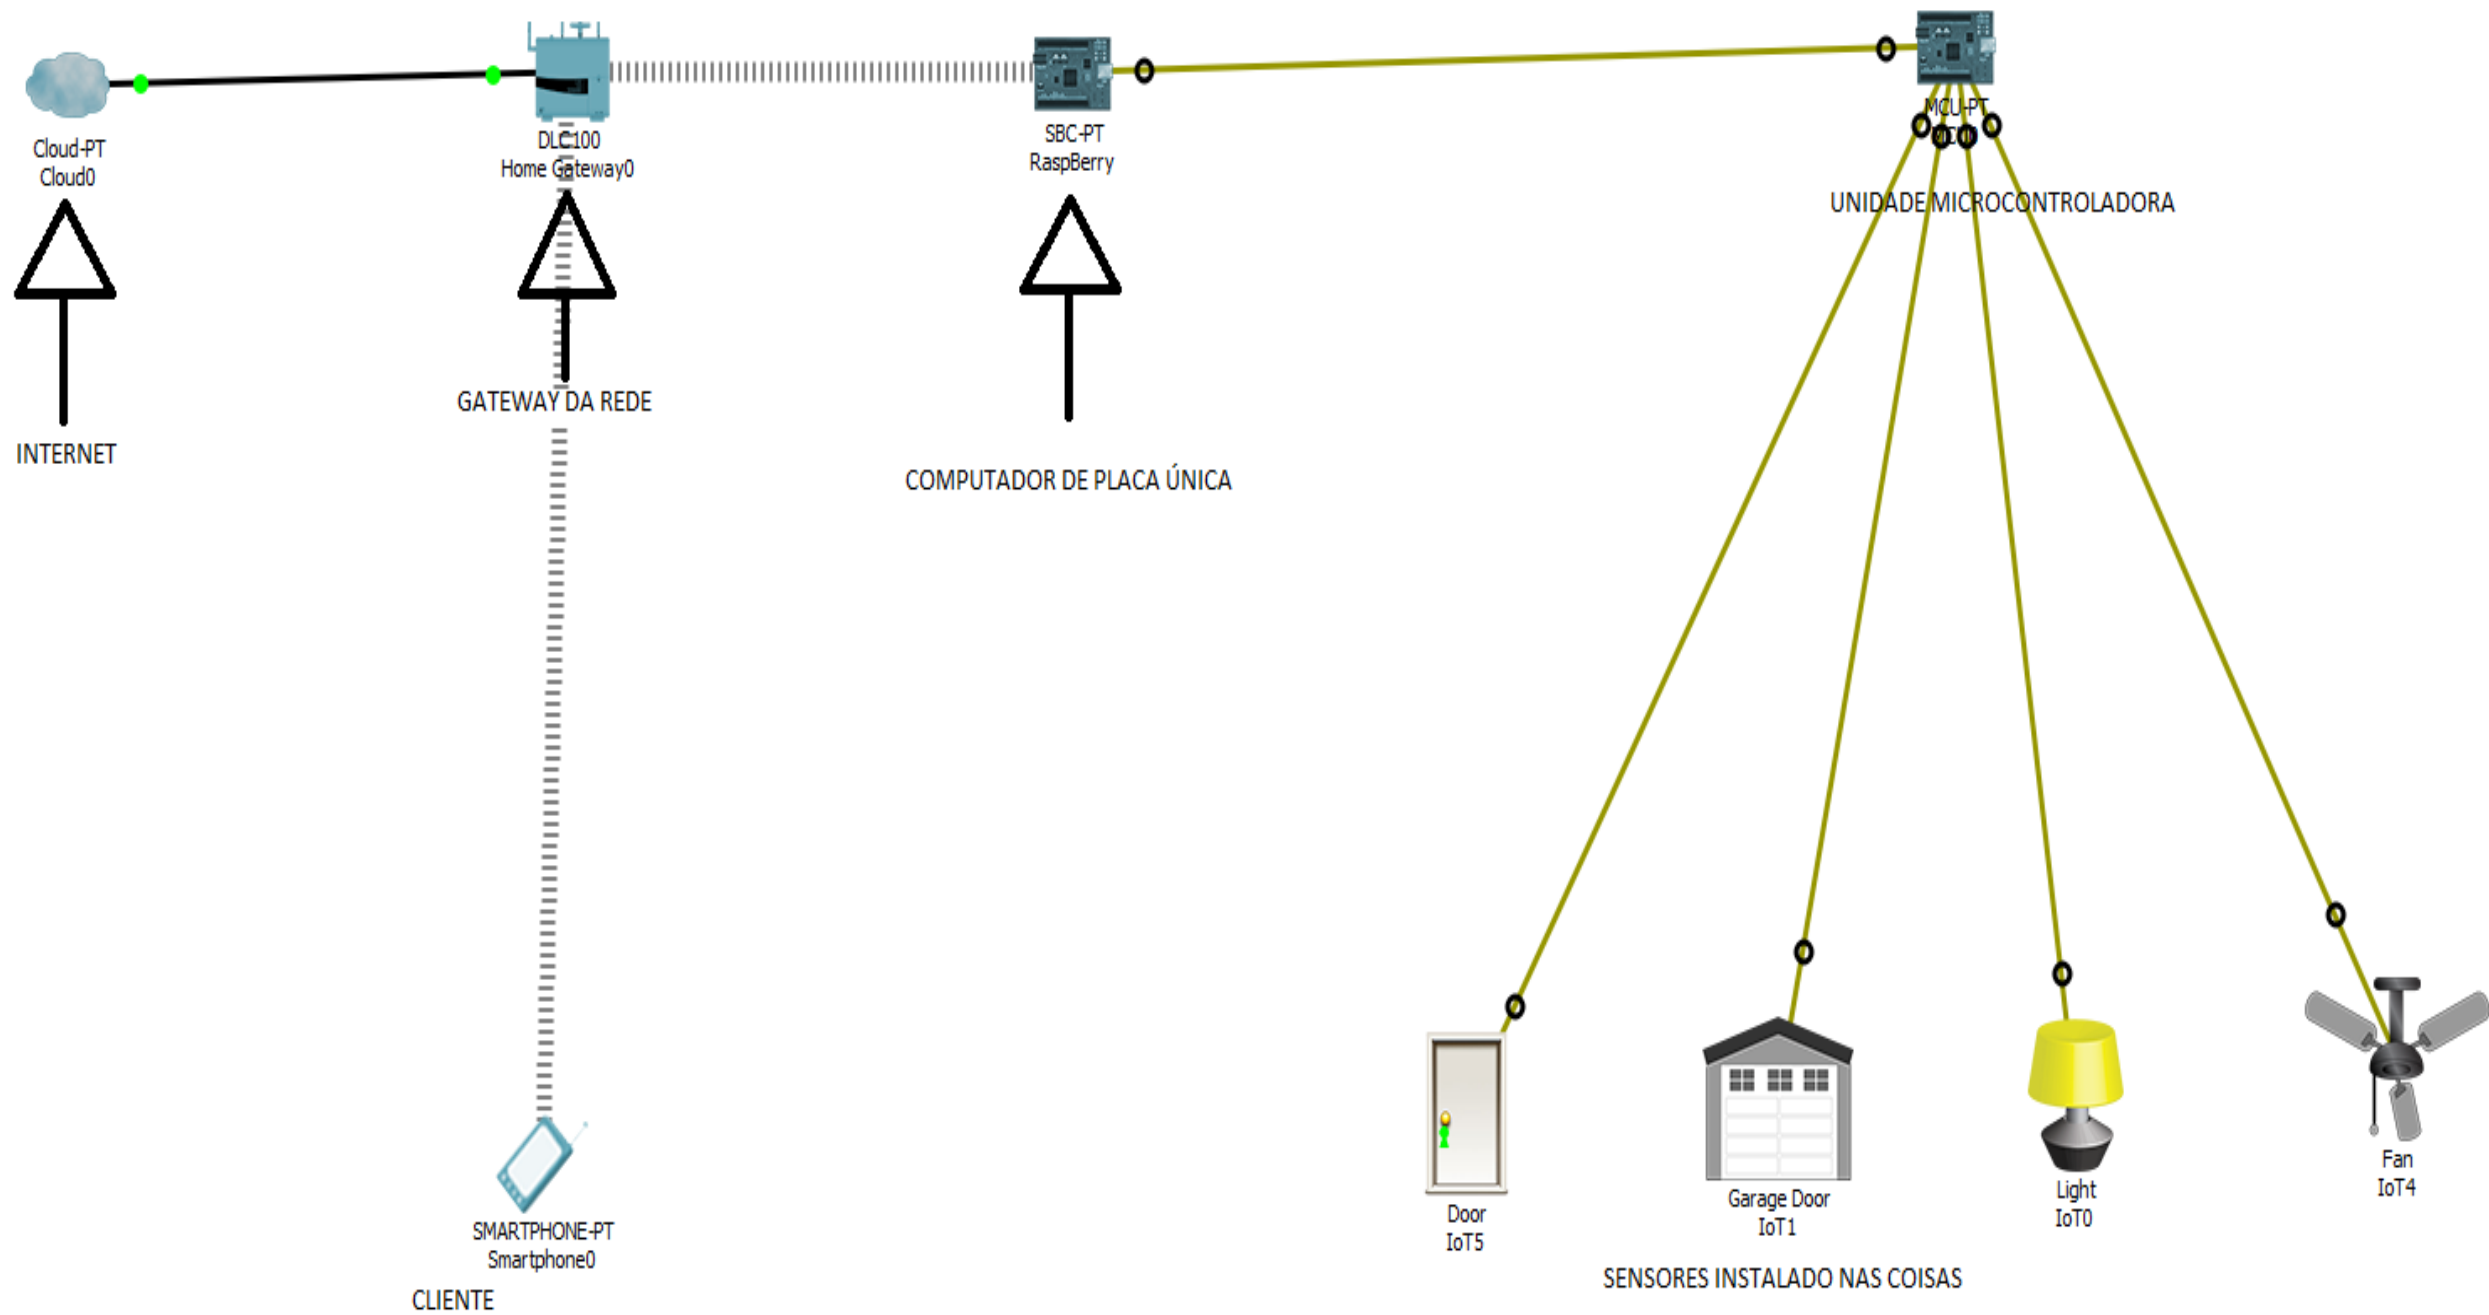 Cloud-PT
Cloud0
INTERNET
DLC100
Home Gateway0
GATEWAY DA REDE
SBC-PT
RaspBerry
COMPUTADOR DE PLACA ÚNICA
MCU-PT
UNIDADE MICROCONTROLADORA
SMARTPHONE-PT
Smartphone0
CLIENTE
Door
IoT5
Garage Door
IoT1
Light
IoT0
Fan
IoT4
SENSORES INSTALADO NAS COISAS